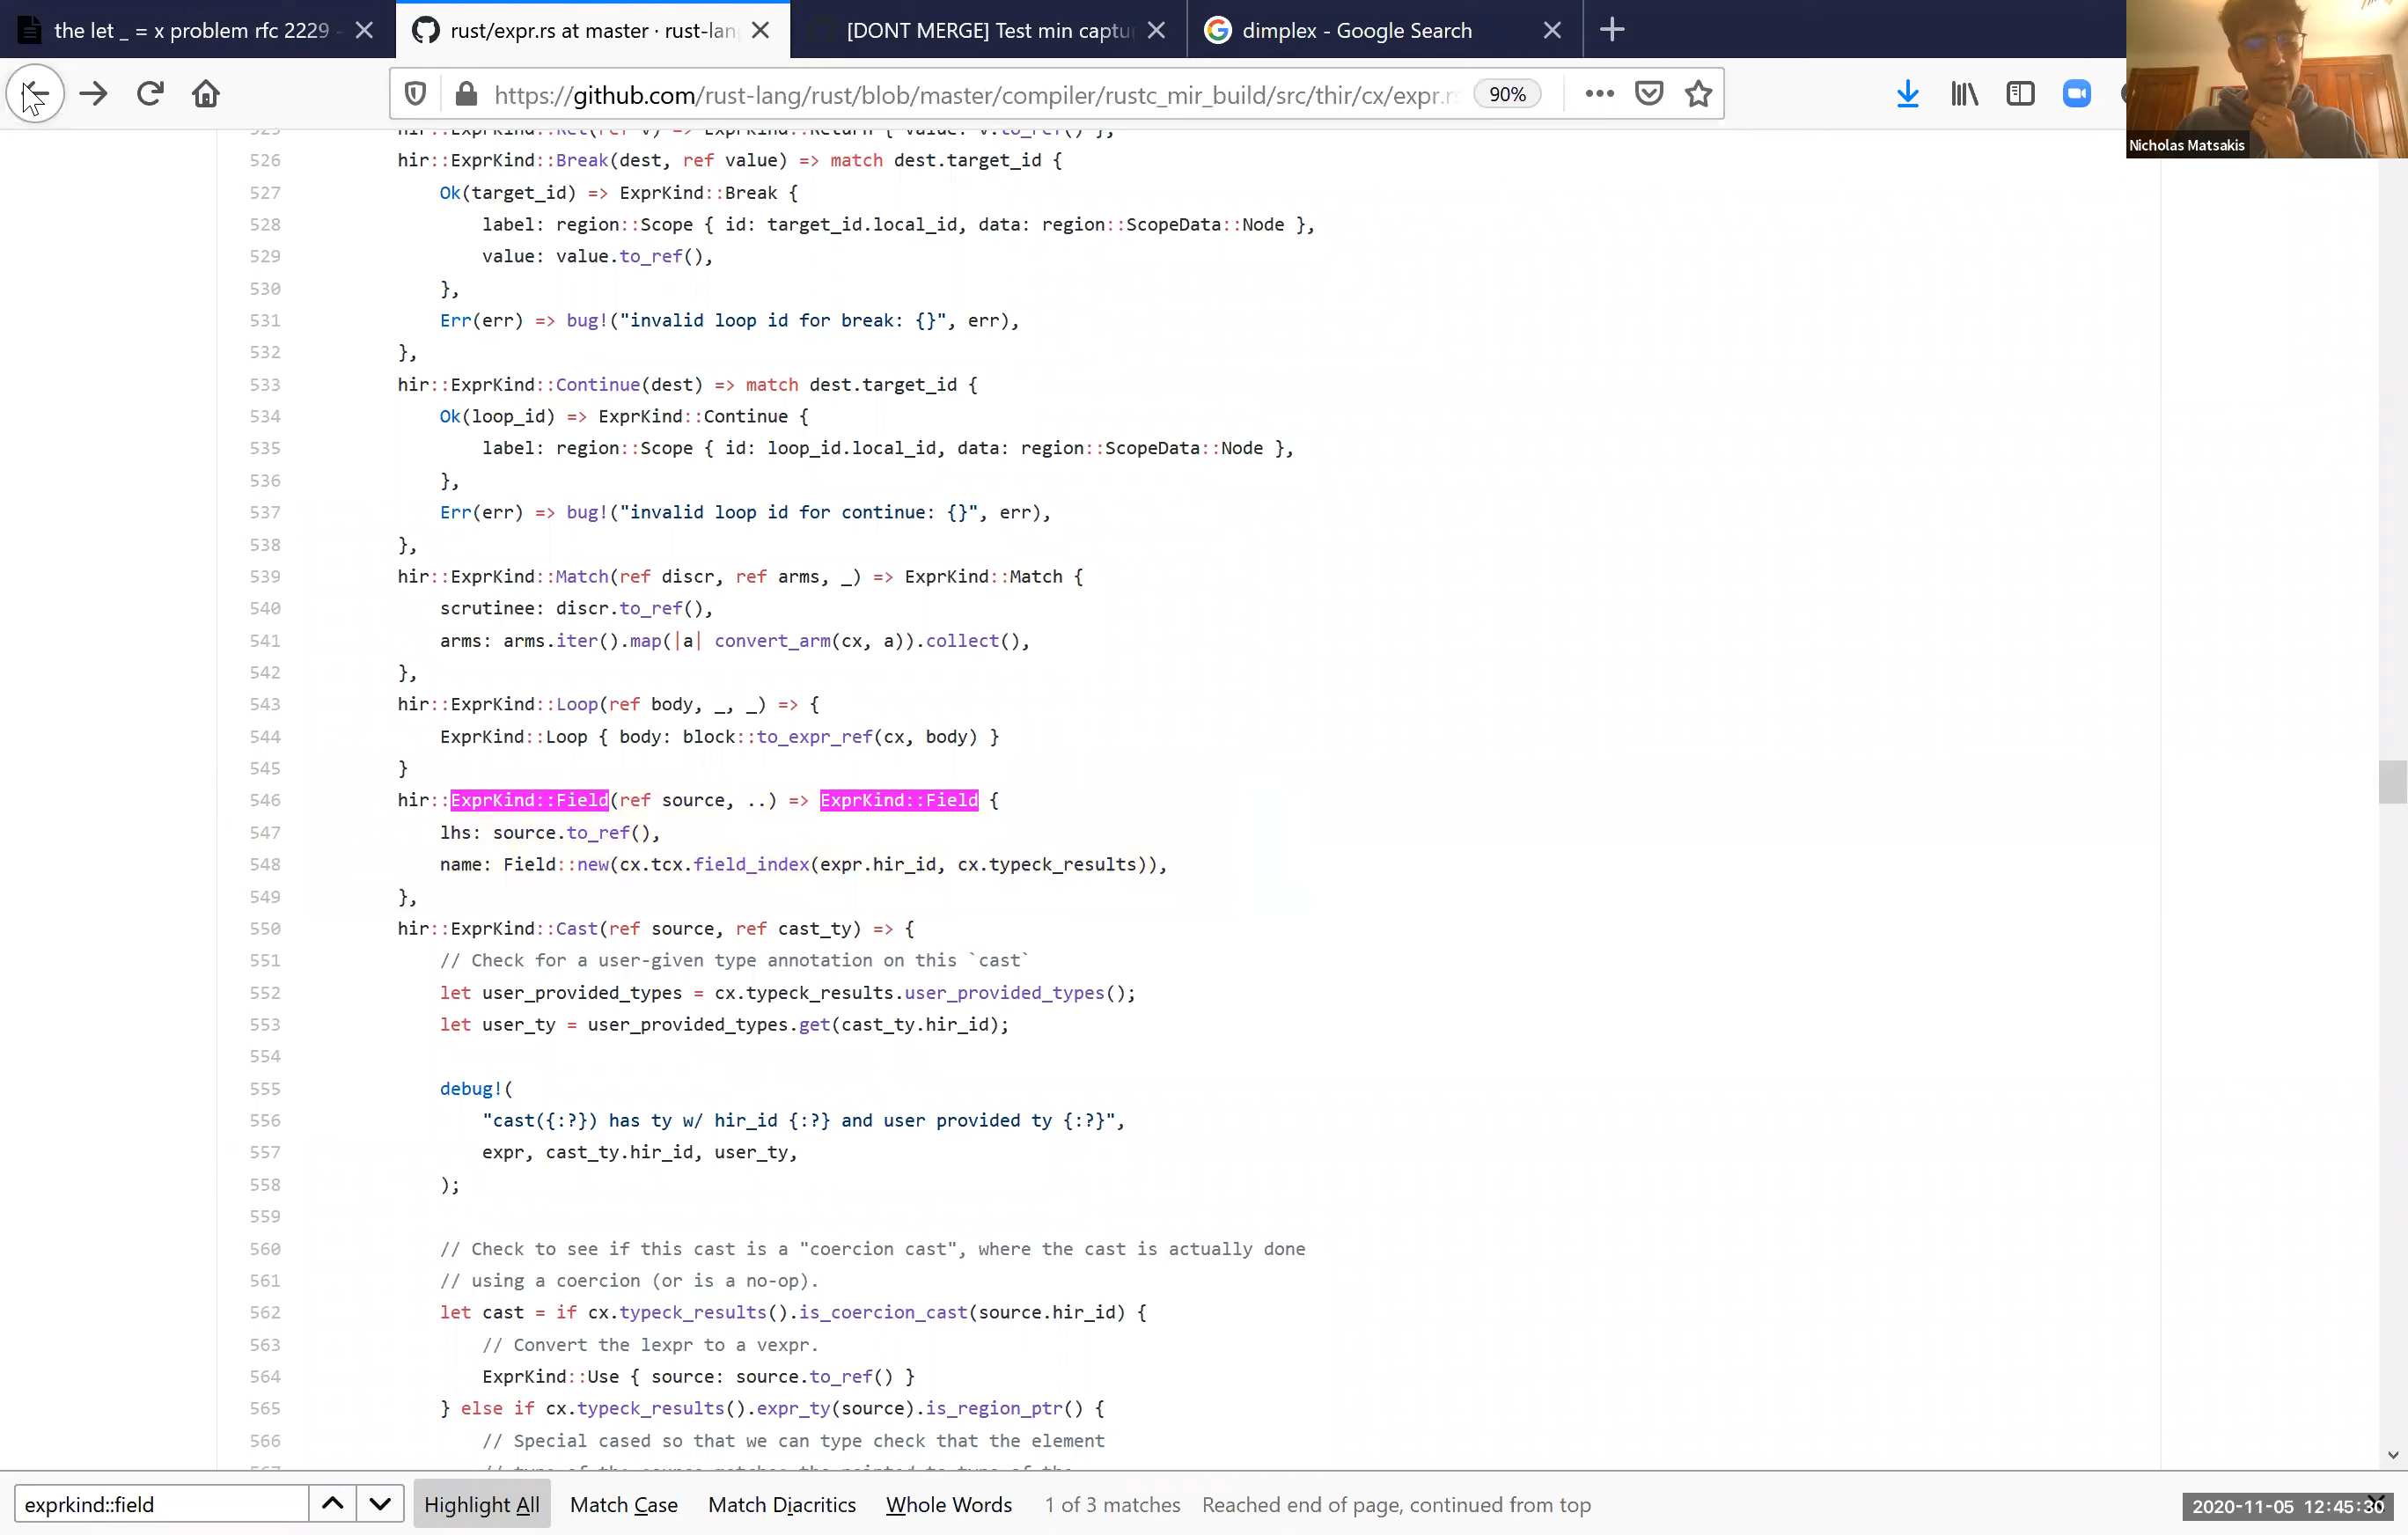 the let _ = x problem rfc 2229 -
rust/expr.rs at master · rust-lang
[DONT MERGE] Test min captu
dimplex - Google Search
https://github.com/rust-lang/rust/blob/master/compiler/rustc_mir_build/src/thir/cx/expr.rs
90%
Nicholas Matsakis
526 hir::ExprKind::Break(dest, ref value) => match dest.target_id {
527 Ok(target_id) => ExprKind::Break {
528 label: region::Scope { id: target_id.local_id, data: region::ScopeData::Node },
529 value: value.to_ref(),
530 },
531 Err(err) => bug!("invalid loop id for break: {}", err),
532 },
533 hir::ExprKind::Continue(dest) => match dest.target_id {
534 Ok(loop_id) => ExprKind::Continue {
535 label: region::Scope { id: loop_id.local_id, data: region::ScopeData::Node },
536 },
537 Err(err) => bug!("invalid loop id for continue: {}", err),
538 },
539 hir::ExprKind::Match(ref discr, ref arms, _) => ExprKind::Match {
540 scrutinee: discr.to_ref(),
541 arms: arms.iter().map(|a| convert_arm(cx, a)).collect(),
542 },
543 hir::ExprKind::Loop(ref body, _, _) => {
544 ExprKind::Loop { body: block::to_expr_ref(cx, body) }
545 }
546 hir::ExprKind::Field(ref source, ..) => ExprKind::Field {
547 lhs: source.to_ref(),
548 name: Field::new(cx.tcx.field_index(expr.hir_id, cx.typeck_results)),
549 },
550 hir::ExprKind::Cast(ref source, ref cast_ty) => {
551 // Check for a user-given type annotation on this `cast`
552 let user_provided_types = cx.typeck_results.user_provided_types();
553 let user_ty = user_provided_types.get(cast_ty.hir_id);
554
555 debug!(
556 "cast({:?}) has ty w/ hir_id {:?} and user provided ty {:?}",
557 expr, cast_ty.hir_id, user_ty,
558 );
559
560 // Check to see if this cast is a "coercion cast", where the cast is actually done
561 // using a coercion (or is a no-op).
562 let cast = if cx.typeck_results().is_coercion_cast(source.hir_id) {
563 // Convert the lexpr to a vexpr.
564 ExprKind::Use { source: source.to_ref() }
565 } else if cx.typeck_results().expr_ty(source).is_region_ptr() {
566 // Special cased so that we can type check that the element
exprkind::field
Highlight All
Match Case
Match Diacritics
Whole Words
1 of 3 matches
Reached end of page, continued from top
2020-11-05 12:45:30